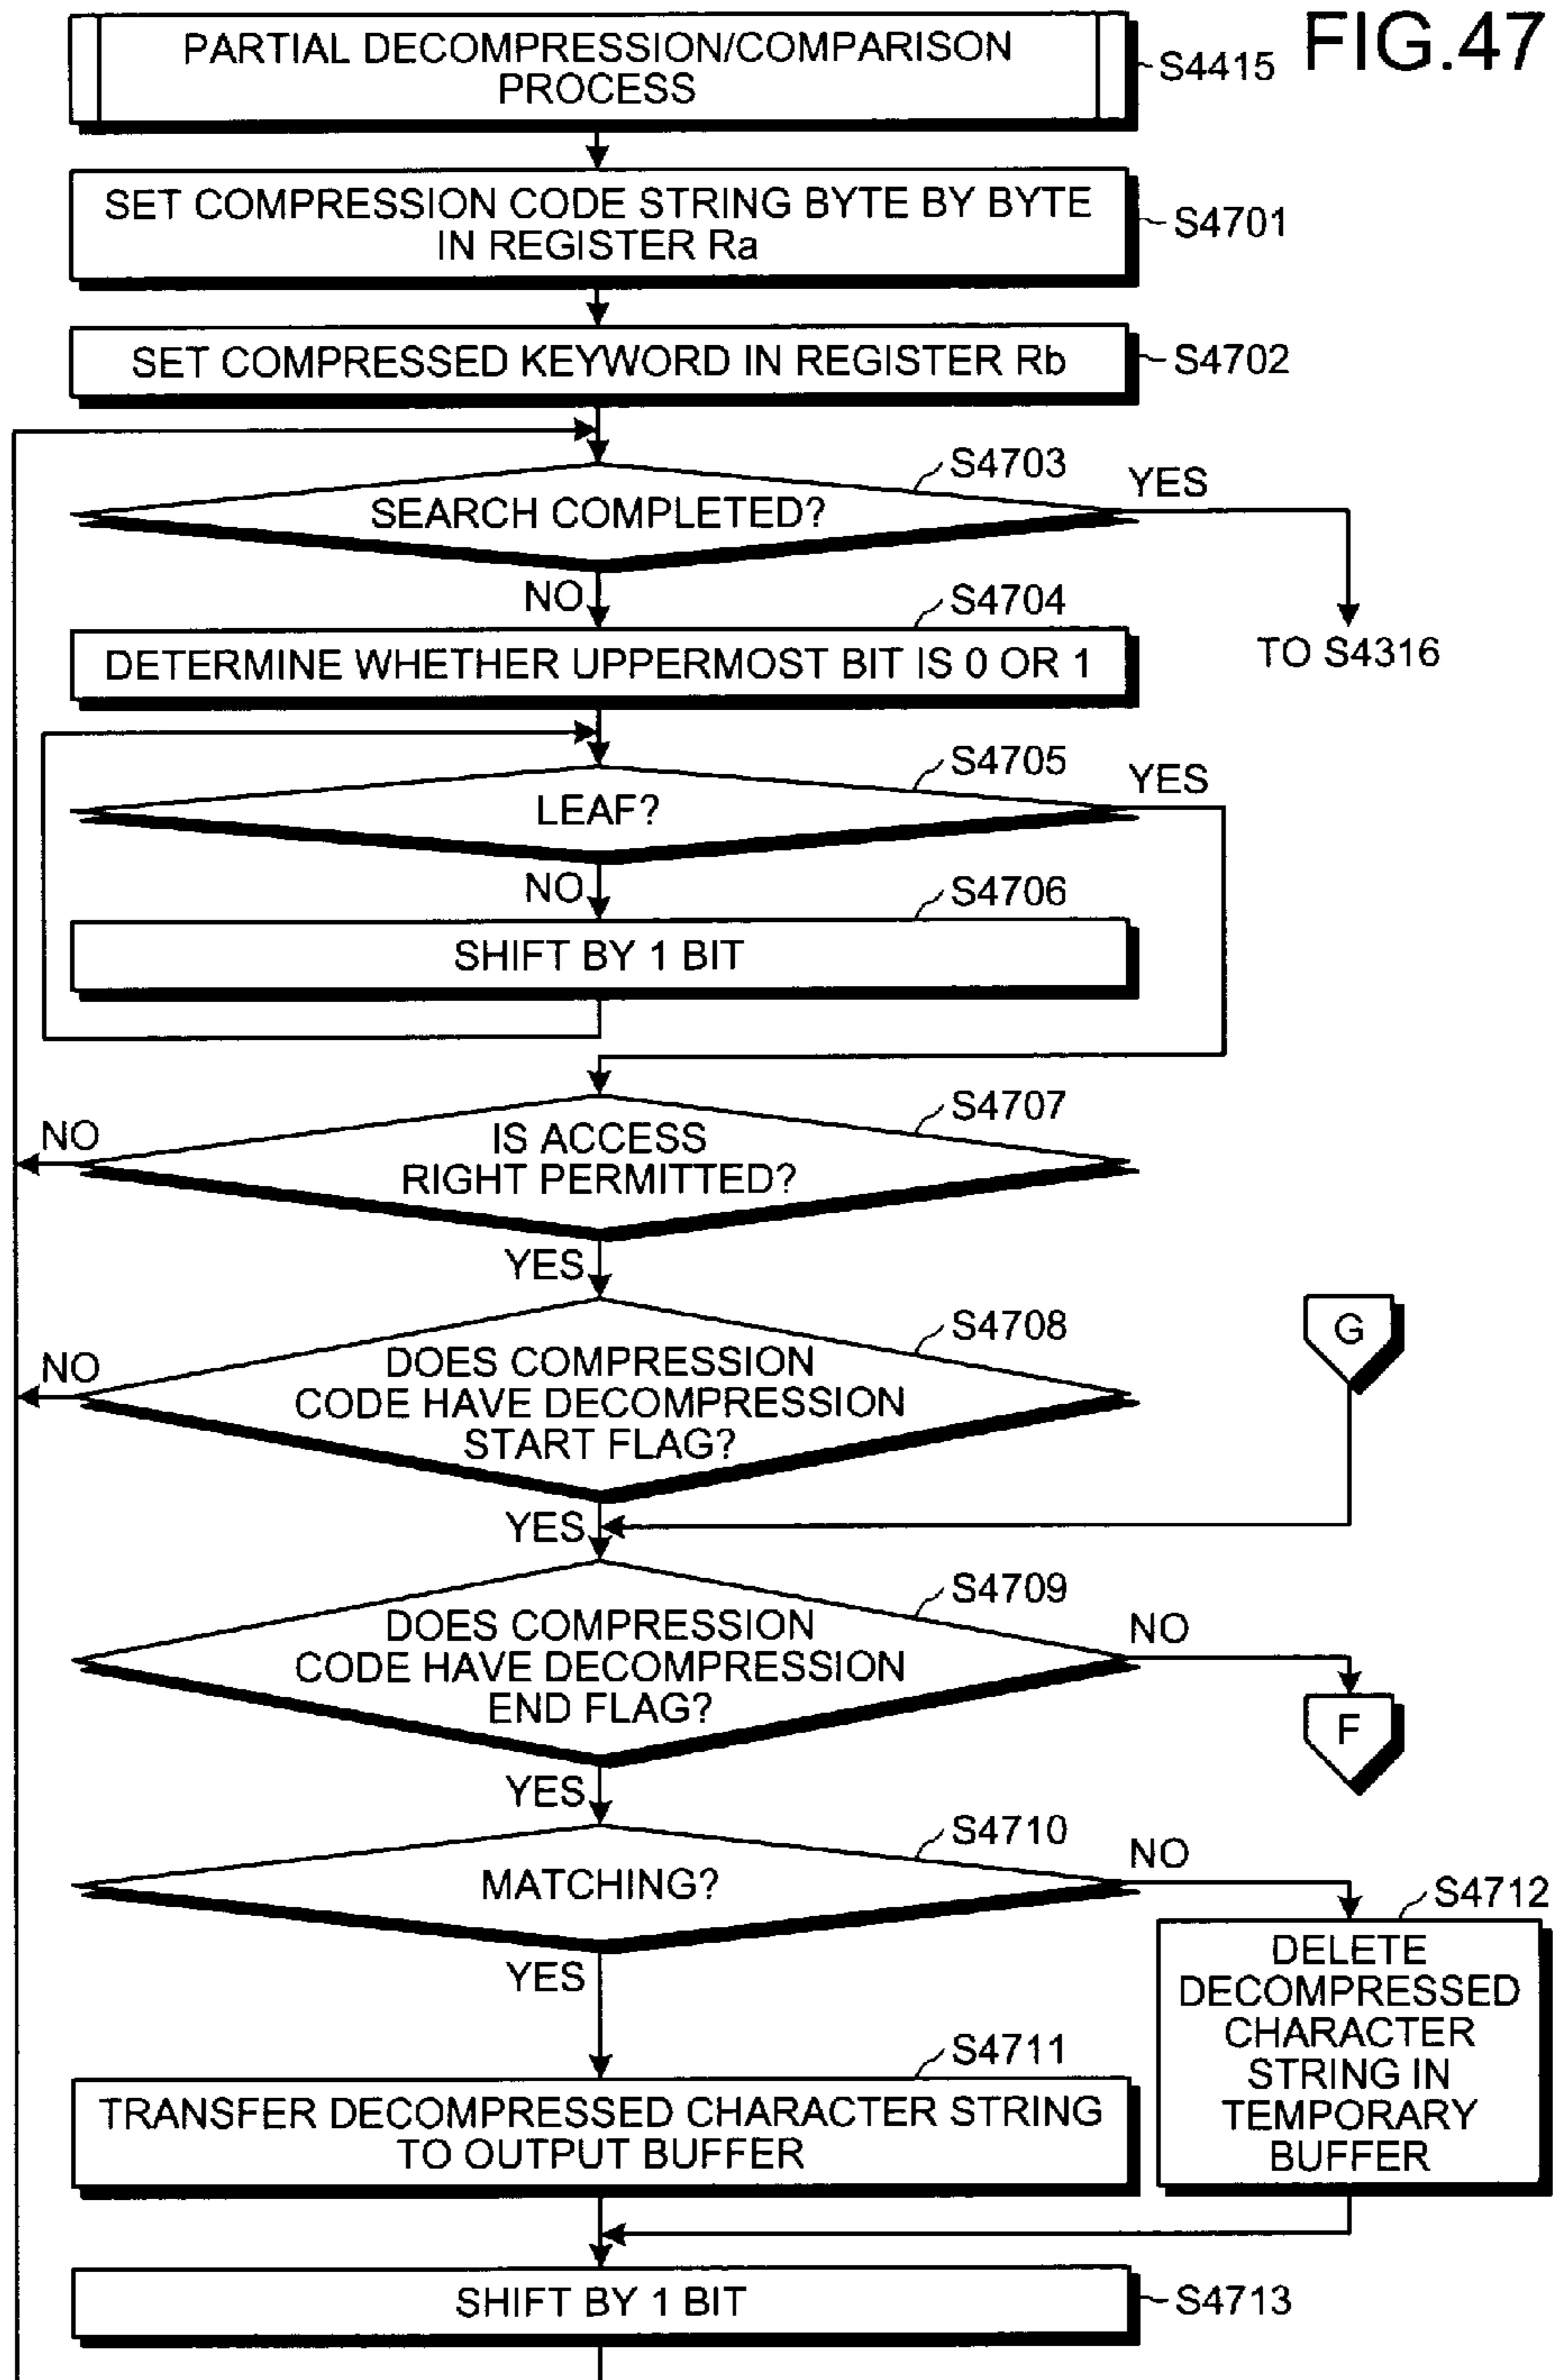 FIG.47
PARTIAL DECOMPRESSION/COMPARISON
PROCESS
S4415
SET COMPRESSION CODE STRING BYTE BY BYTE
IN REGISTER Ra
S4701
SET COMPRESSED KEYWORD IN REGISTER Rb
S4702
S4703
SEARCH COMPLETED?
YES
NO
TO S4316
S4704
DETERMINE WHETHER UPPERMOST BIT IS 0 OR 1
S4705
LEAF?
YES
NO
S4706
SHIFT BY 1 BIT
S4707
IS ACCESS
RIGHT PERMITTED?
NO
YES
S4708
DOES COMPRESSION
CODE HAVE DECOMPRESSION
START FLAG?
NO
YES
G
S4709
DOES COMPRESSION
CODE HAVE DECOMPRESSION
END FLAG?
NO
F
YES
S4710
MATCHING?
NO
YES
S4712
DELETE
DECOMPRESSED
CHARACTER
STRING IN
TEMPORARY
BUFFER
S4711
TRANSFER DECOMPRESSED CHARACTER STRING
TO OUTPUT BUFFER
SHIFT BY 1 BIT
S4713